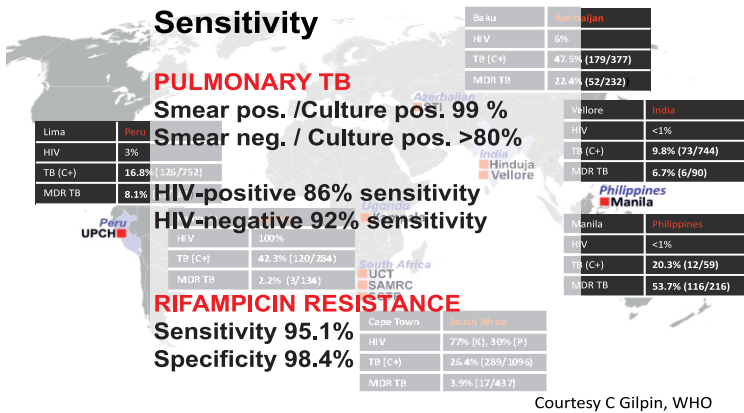 Sensitivity
PULMONARY TB
Smear pos. /Culture pos. 99 %
Smear neg. / Culture pos. >80%
HIV-positive 86% sensitivity
HIV-negative 92% sensitivity
RIFAMPICIN RESISTANCE
Sensitivity 95.1%
Specificity 98.4%
Baku Azerbaijan
HIV 6%
TB (C+) 47.5% (179/377)
MDR TB 22.4% (52/232)
Azerbaijan
Lima Peru
HIV 3%
TB (C+) 16.8% (126/752)
MDR TB 8.1%
Vellore India
HIV <1%
TB (C+) 9.8% (73/744)
MDR TB 6.7% (6/90)
India
Hinduja
Vellore
Philippines
Manila
Peru
UPCH
Uganda
HIV 100%
TB (C+) 42.3% (120/284)
MDR TB 2.2% (3/134)
Manila Philippines
HIV <1%
TB (C+) 20.3% (12/59)
MDR TB 53.7% (116/216)
South Africa
UCT
SAMRC
Cape Town South Africa
HIV 77% (K), 30% (P)
TB (C+) 26.4% (289/1096)
MDR TB 3.9% (17/437)
Courtesy C Gilpin, WHO